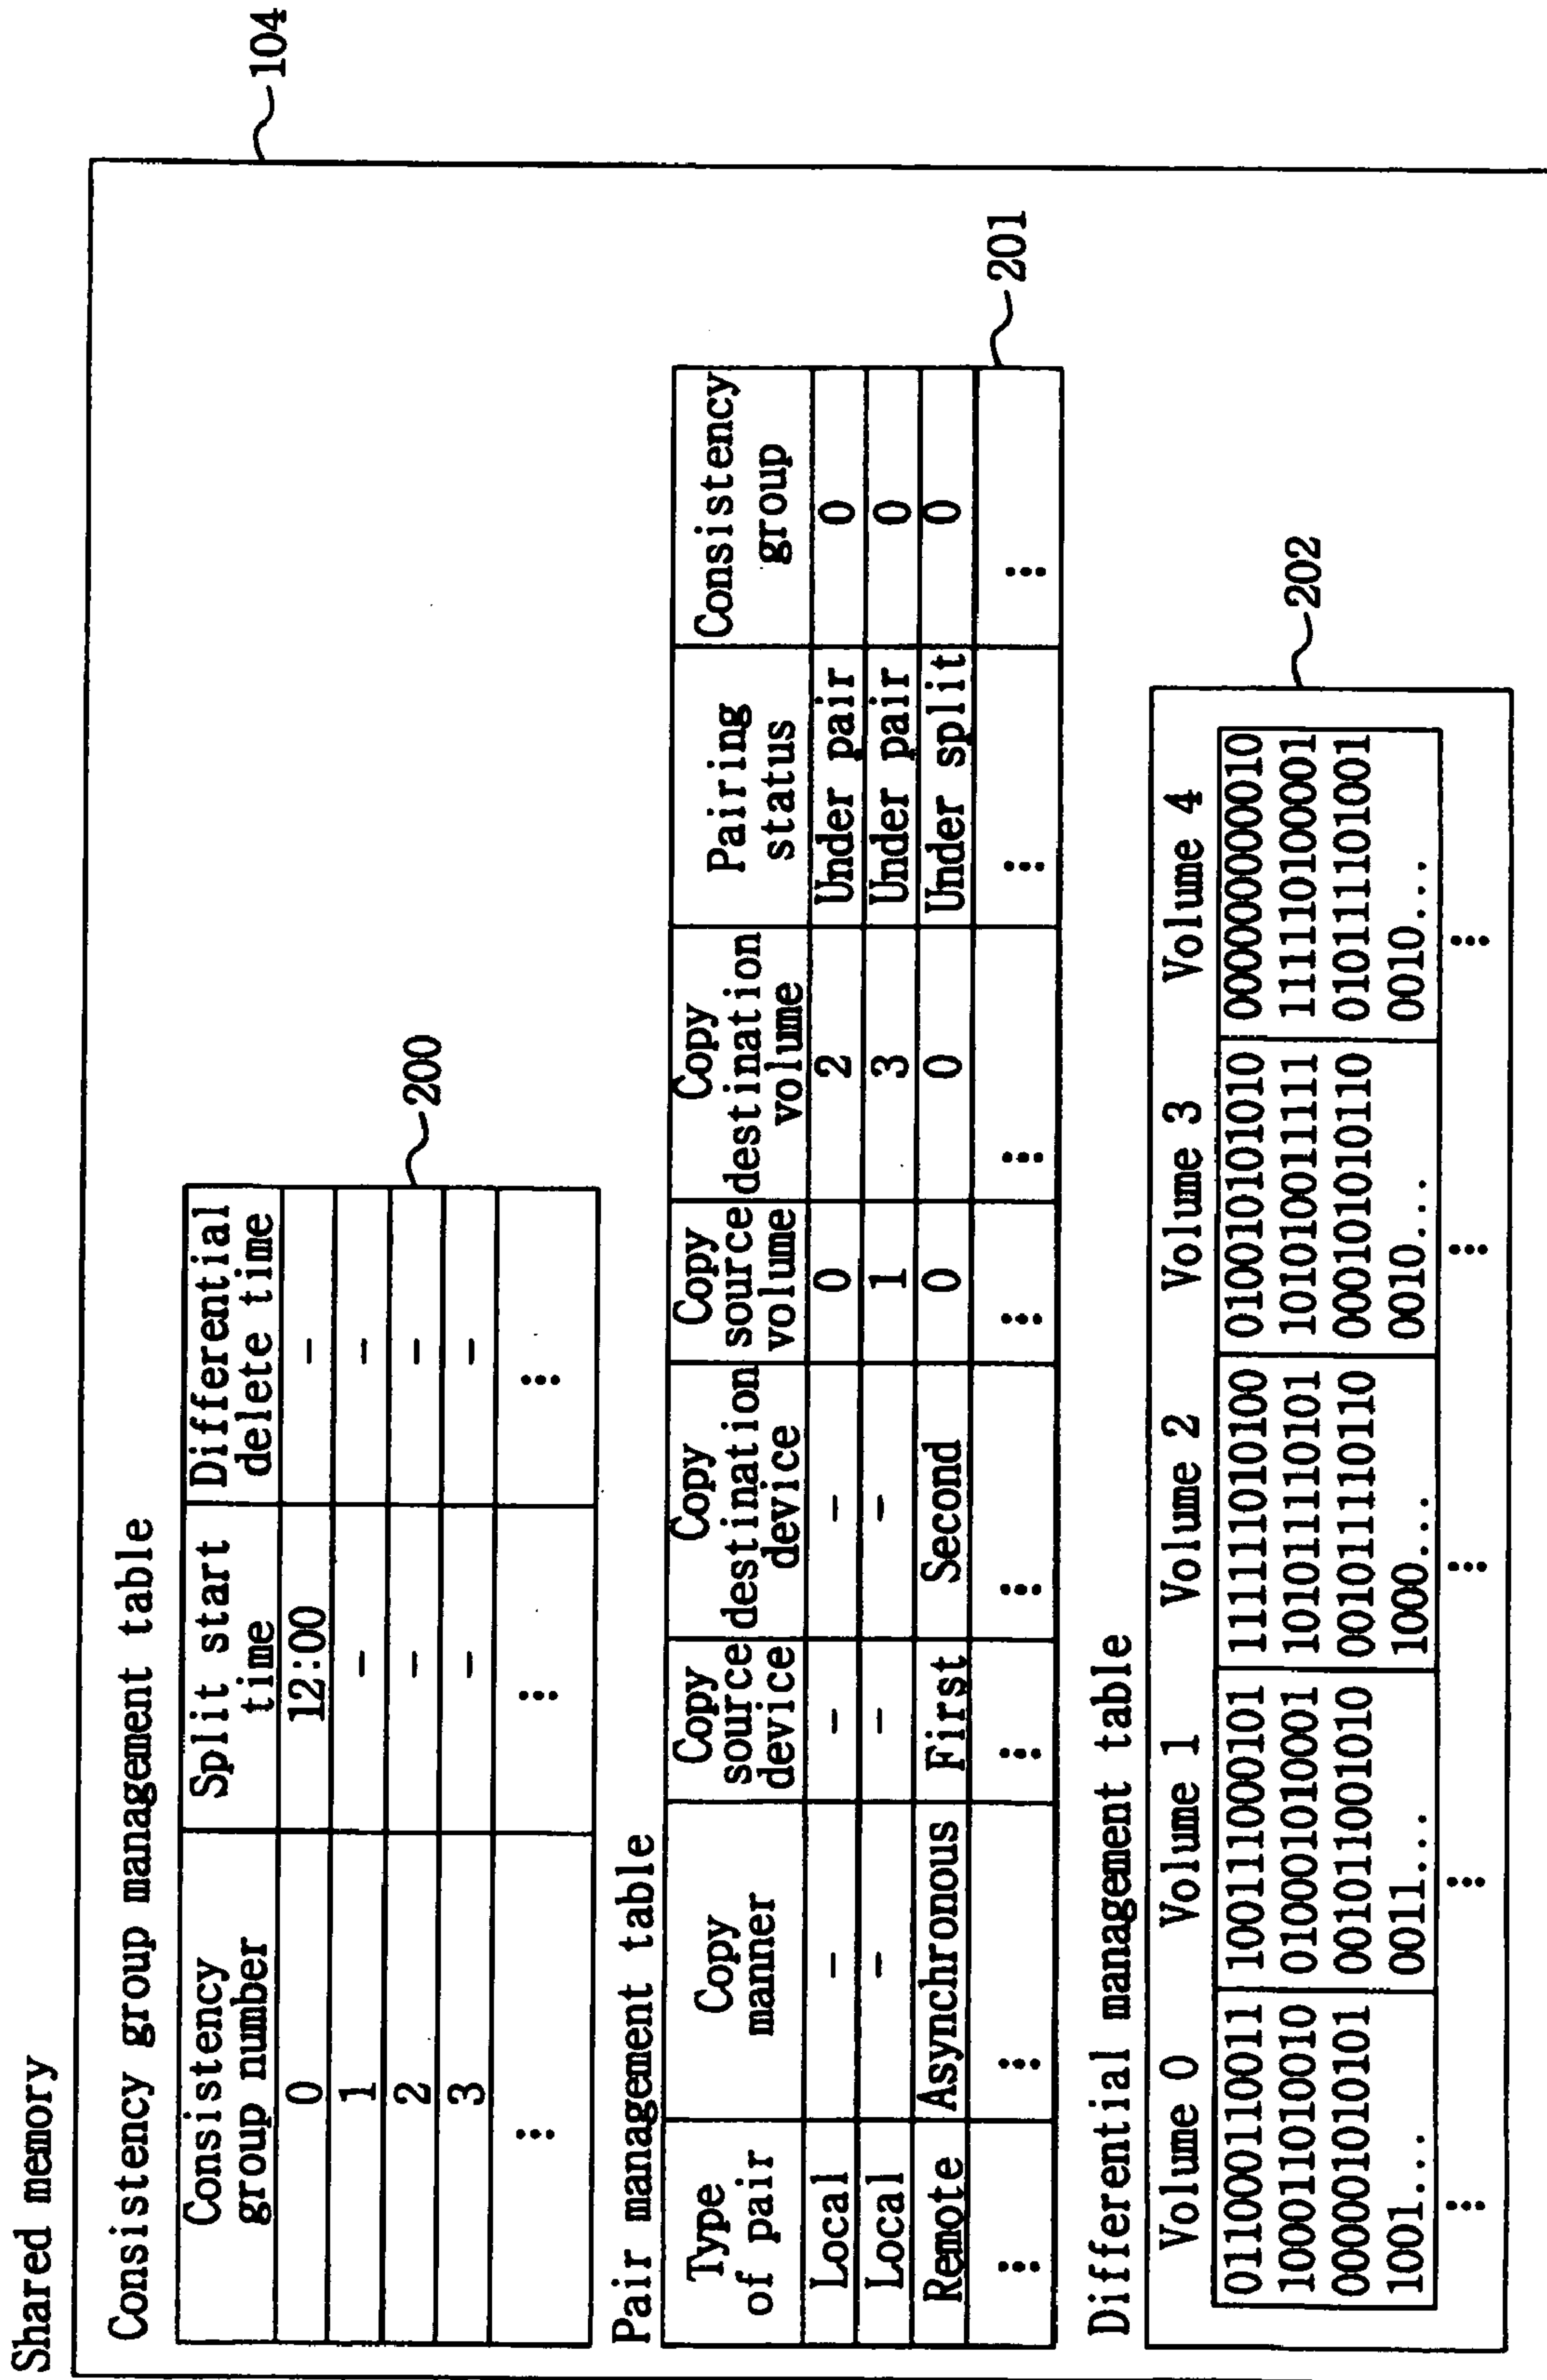 Shared memory
104
Consistency group management table
Consistency group number Split start time Differential delete time
0 12:00 -
1 - -
2 - -
3 - -
... ... ...
200
Pair management table
Type of pair Copy manner Copy source device Copy destination device Copy source volume Copy destination volume Pairing status Consistency group
Local - - - 0 2 Under pair 0
Local - - - 1 3 Under pair 0
Remote Asynchronous First Second 0 0 Under split 0
... ... ... ... ... ... ... ...
201
Differential management table
202
Volume 0 Volume 1 Volume 2 Volume 3 Volume 4
011000110011 100111000101 111111010100 010010101010 000000000010
100011010010 010000101001 101011110101 101010011111 111110100001
000001010101 001011001010 001011110110 000101010110 010111101001
1001... 0011... 1000... 0010... 0010...
... ... ... ... ...